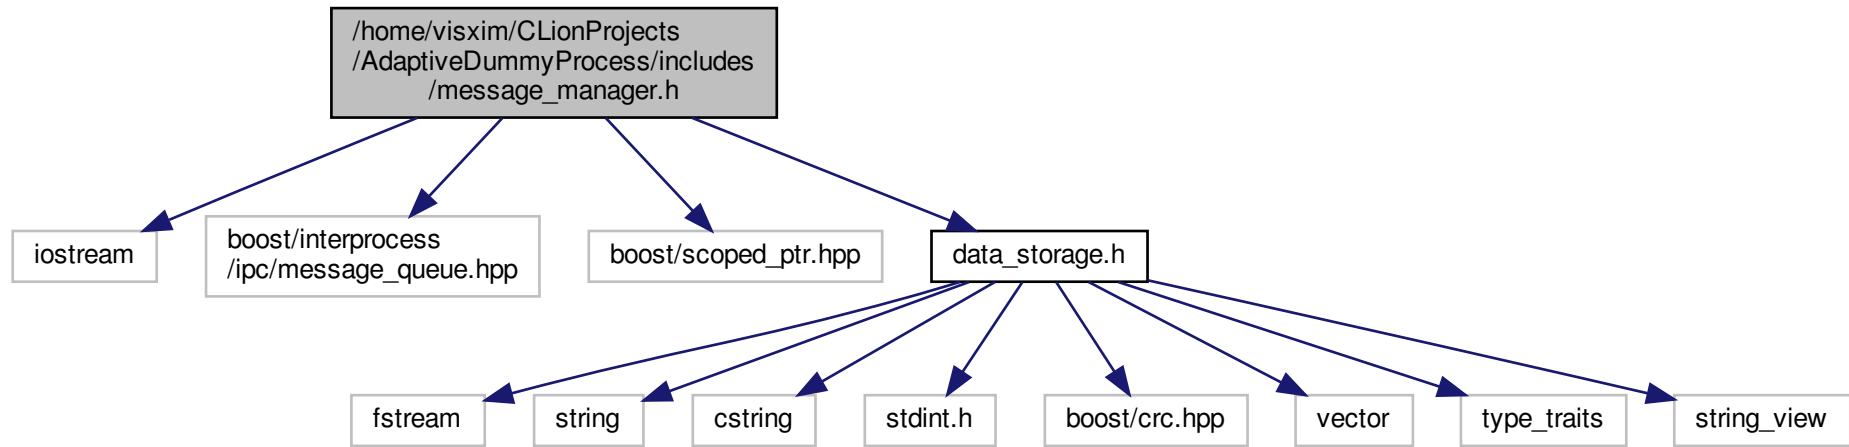 /home/visxim/CLionProjects
/AdaptiveDummyProcess/includes
/message_manager.h
iostream
boost/interprocess
/ipc/message_queue.hpp
boost/scoped_ptr.hpp
data_storage.h
fstream
string
cstring
stdint.h
boost/crc.hpp
vector
type_traits
string_view